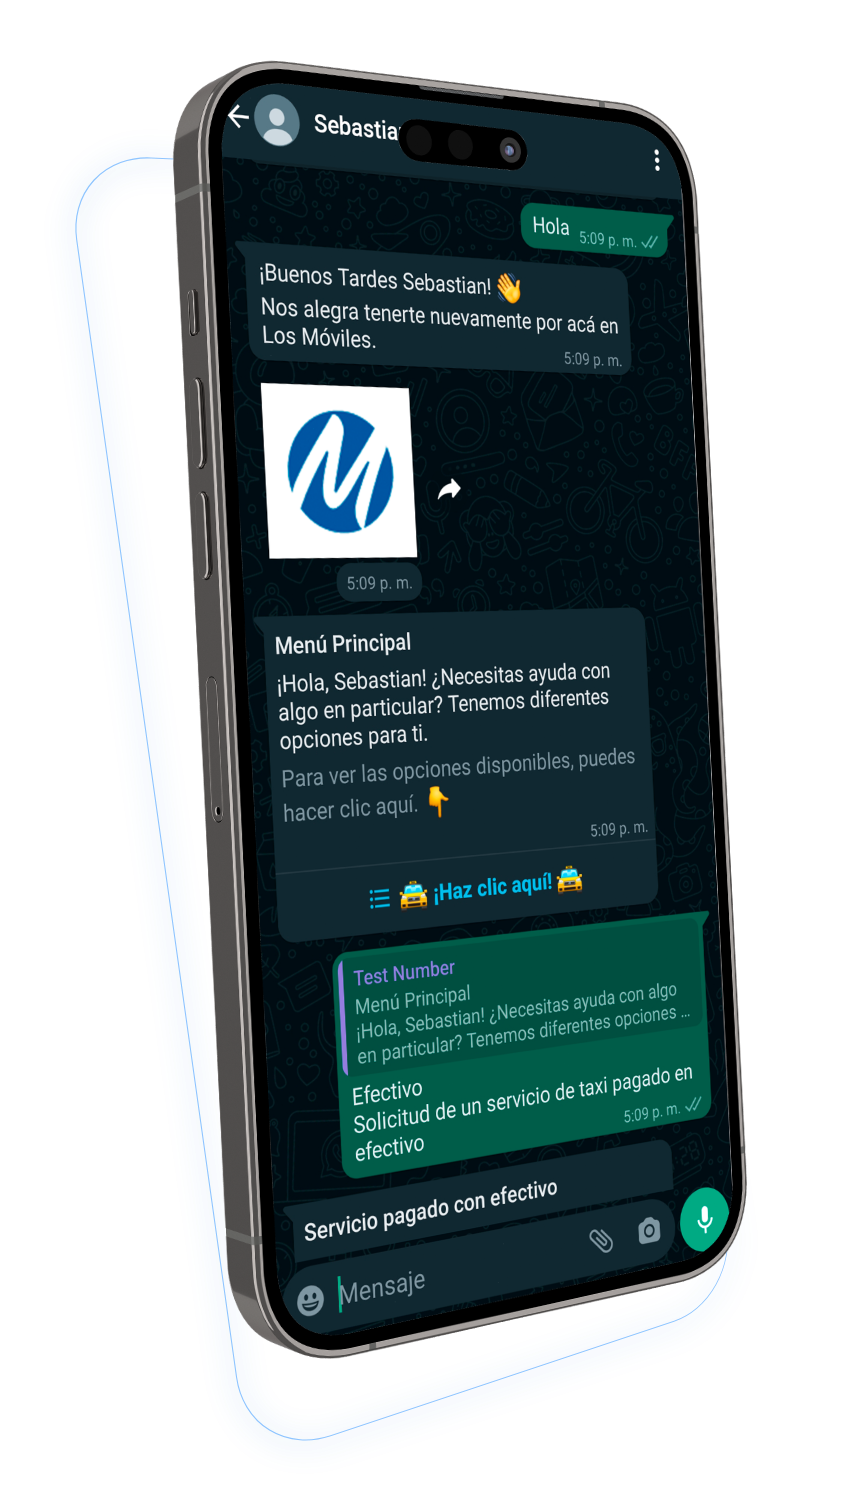 Sebastia
Hola
5:09 p. m.
¡Buenos Tardes Sebastian! 👋
Nos alegra tenerte nuevamente por acá en
Los Móviles.
5:09 p. m.
M
5:09 p. m.
Menú Principal
¡Hola, Sebastian! ¿Necesitas ayuda con
algo en particular? Tenemos diferentes
opciones para ti.
Para ver las opciones disponibles, puedes
hacer clic aquí. 👇
5:09 p. m.
🚖 ¡Haz clic aquí! 🚖
Test Number
Menú Principal
¡Hola, Sebastian! ¿Necesitas ayuda con algo
en particular? Tenemos diferentes opciones ...
Efectivo
Solicitud de un servicio de taxi pagado en
efectivo
5:09 p. m.
Servicio pagado con efectivo
Mensaje